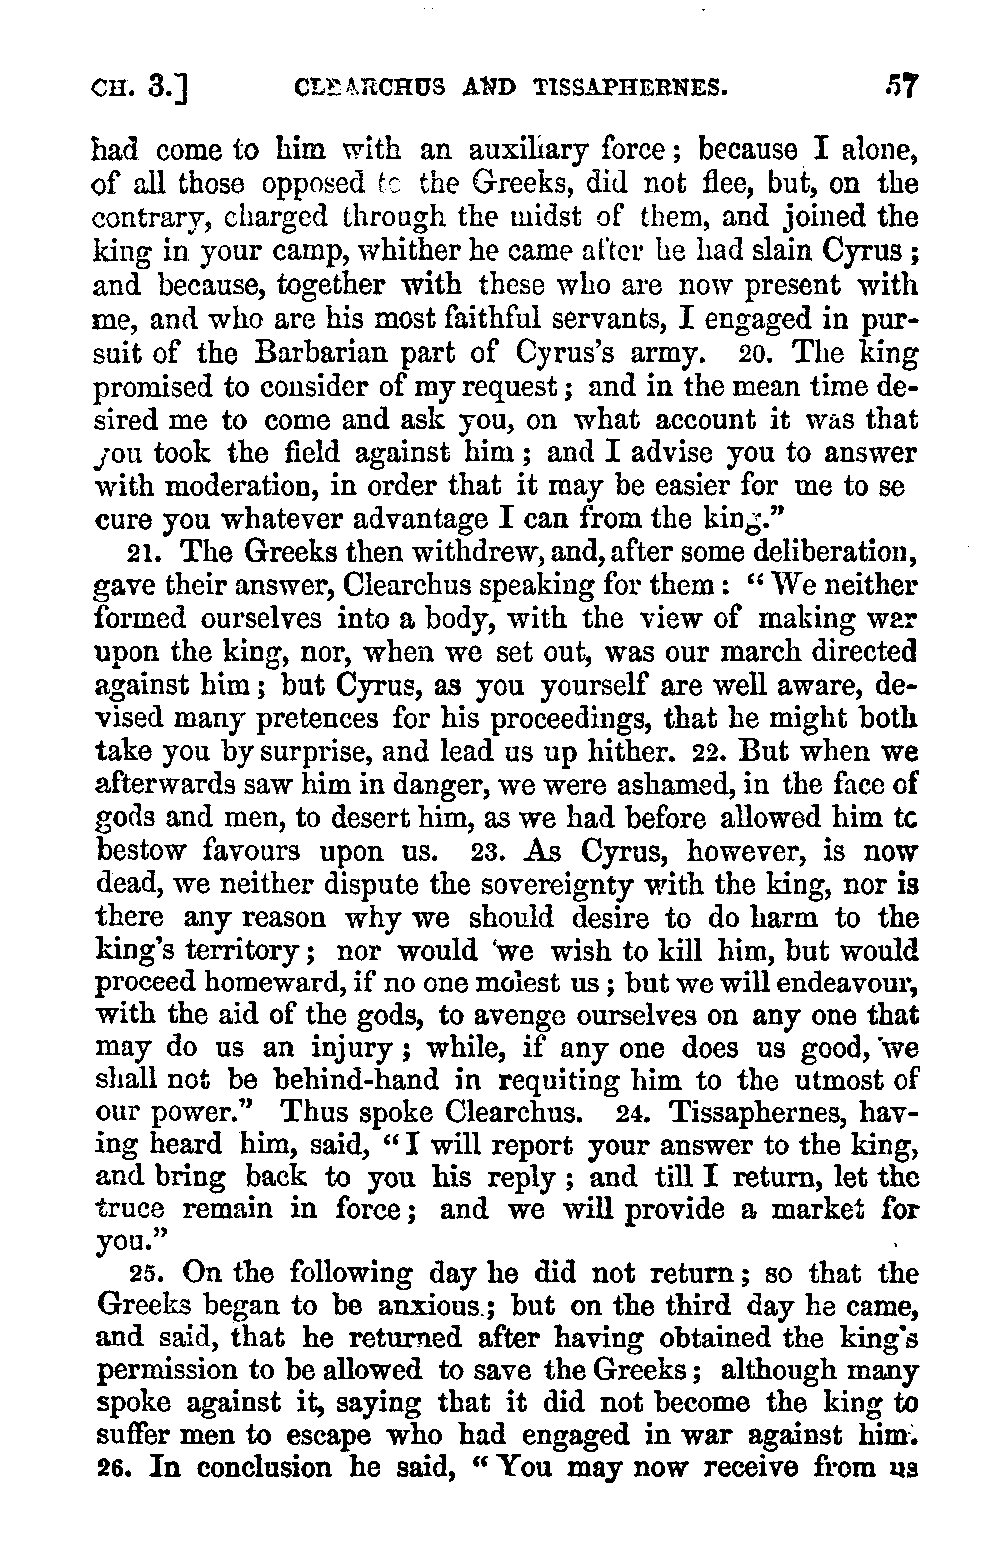 CH. 3.] CLEARCHUS AND TISSAPHERNES. 57
had come to him with an auxiliary force; because I alone,
of all those opposed to the Greeks, did not flee, but, on the
contrary, charged through the midst of them, and joined the
king in your camp, whither he came after he had slain Cyrus;
and because, together with these who are now present with
me, and who are his most faithful servants, I engaged in pur-
suit of the Barbarian part of Cyrus's army. 20. The king
promised to consider of my request; and in the mean time de-
sired me to come and ask you, on what account it was that
you took the field against him; and I advise you to answer
with moderation, in order that it may be easier for me to se
cure you whatever advantage I can from the king."
21. The Greeks then withdrew, and, after some deliberation,
gave their answer, Clearchus speaking for them: "We neither
formed ourselves into a body, with the view of making war
upon the king, nor, when we set out, was our march directed
against him; but Cyrus, as you yourself are well aware, de-
vised many pretences for his proceedings, that he might both
take you by surprise, and lead us up hither. 22. But when we
afterwards saw him in danger, we were ashamed, in the face of
gods and men, to desert him, as we had before allowed him to
bestow favours upon us. 23. As Cyrus, however, is now
dead, we neither dispute the sovereignty with the king, nor is
there any reason why we should desire to do harm to the
king's territory; nor would we wish to kill him, but would
proceed homeward, if no one molest us; but we will endeavour,
with the aid of the gods, to avenge ourselves on any one that
may do us an injury; while, if any one does us good, we
shall not be behind-hand in requiting him to the utmost of
our power." Thus spoke Clearchus. 24. Tissaphernes, hav-
ing heard him, said, "I will report your answer to the king,
and bring back to you his reply; and till I return, let the
truce remain in force; and we will provide a market for
you."
25. On the following day he did not return; so that the
Greeks began to be anxious; but on the third day he came,
and said, that he returned after having obtained the king's
permission to be allowed to save the Greeks; although many
spoke against it, saying that it did not become the king to
suffer men to escape who had engaged in war against him.
26. In conclusion he said, "You may now receive from us